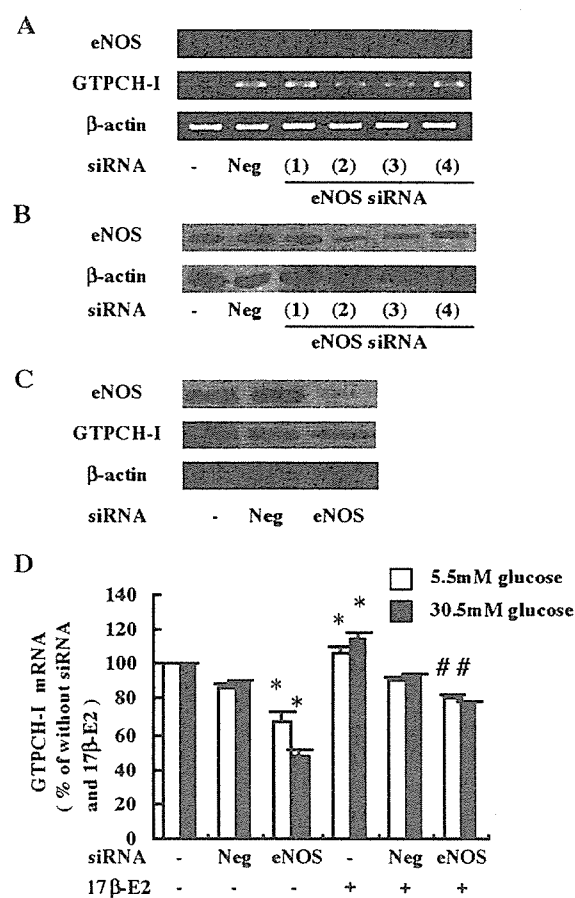 A
eNOS
GTPCH-I
β-actin
siRNA - Neg (1) (2) (3) (4)
eNOS siRNA
B
eNOS
β-actin
siRNA - Neg (1) (2) (3) (4)
eNOS siRNA
C
eNOS
GTPCH-I
β-actin
siRNA - Neg eNOS
D
5.5mM glucose
30.5mM glucose
GTPCH-I mRNA
( % of without siRNA
and 17β-E2)
140
120
100
80
60
40
20
0
* * * * # #
siRNA - Neg eNOS - Neg eNOS
17β-E2 - - - + + +